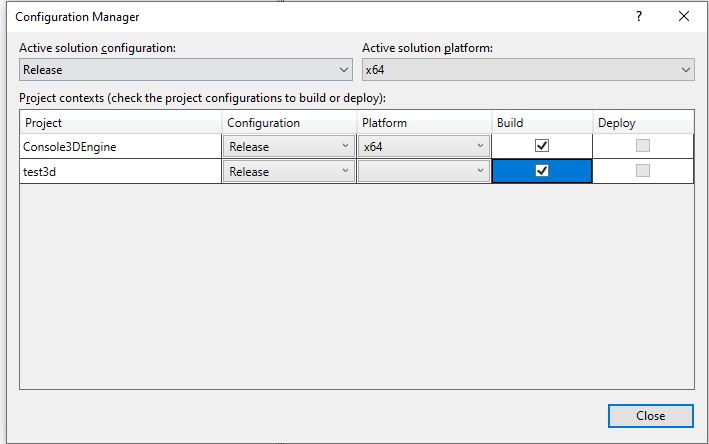 Configuration Manager
? ×
Active solution configuration: Active solution platform:
Release x64
Project contexts (check the project configurations to build or deploy):
Project Configuration Platform Build Deploy
Console3DEngine Release x64
test3d Release
Close